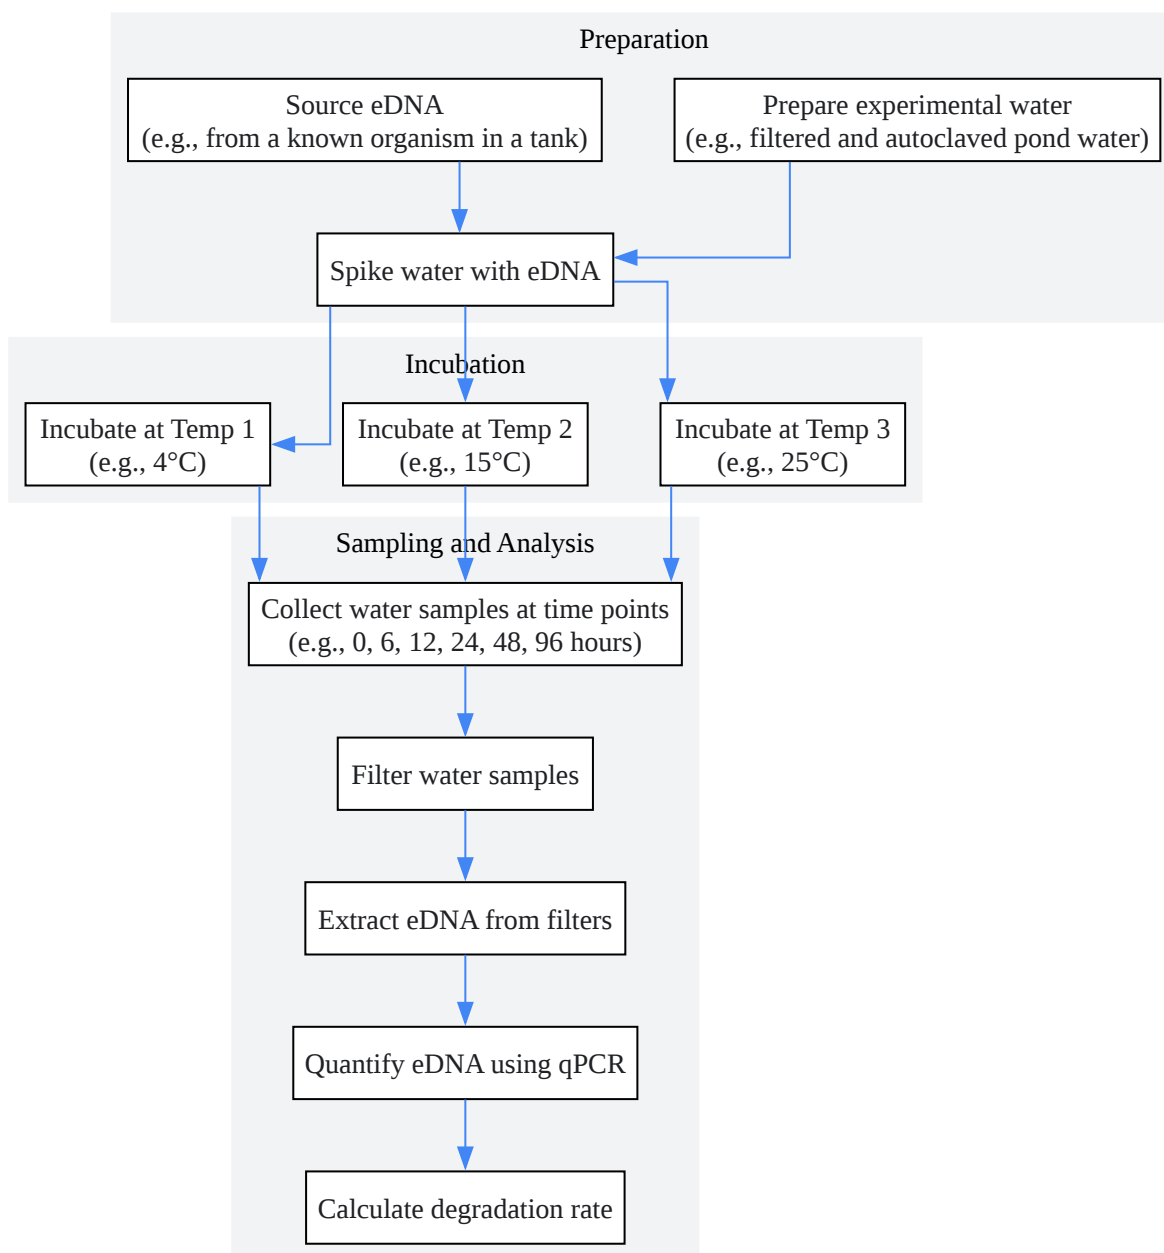 Preparation
Source eDNA
(e.g., from a known organism in a tank)
Prepare experimental water
(e.g., filtered and autoclaved pond water)
Spike water with eDNA
Incubation
Incubate at Temp 1
(e.g., 4°C)
Incubate at Temp 2
(e.g., 15°C)
Incubate at Temp 3
(e.g., 25°C)
Sampling and Analysis
Collect water samples at time points
(e.g., 0, 6, 12, 24, 48, 96 hours)
Filter water samples
Extract eDNA from filters
Quantify eDNA using qPCR
Calculate degradation rate